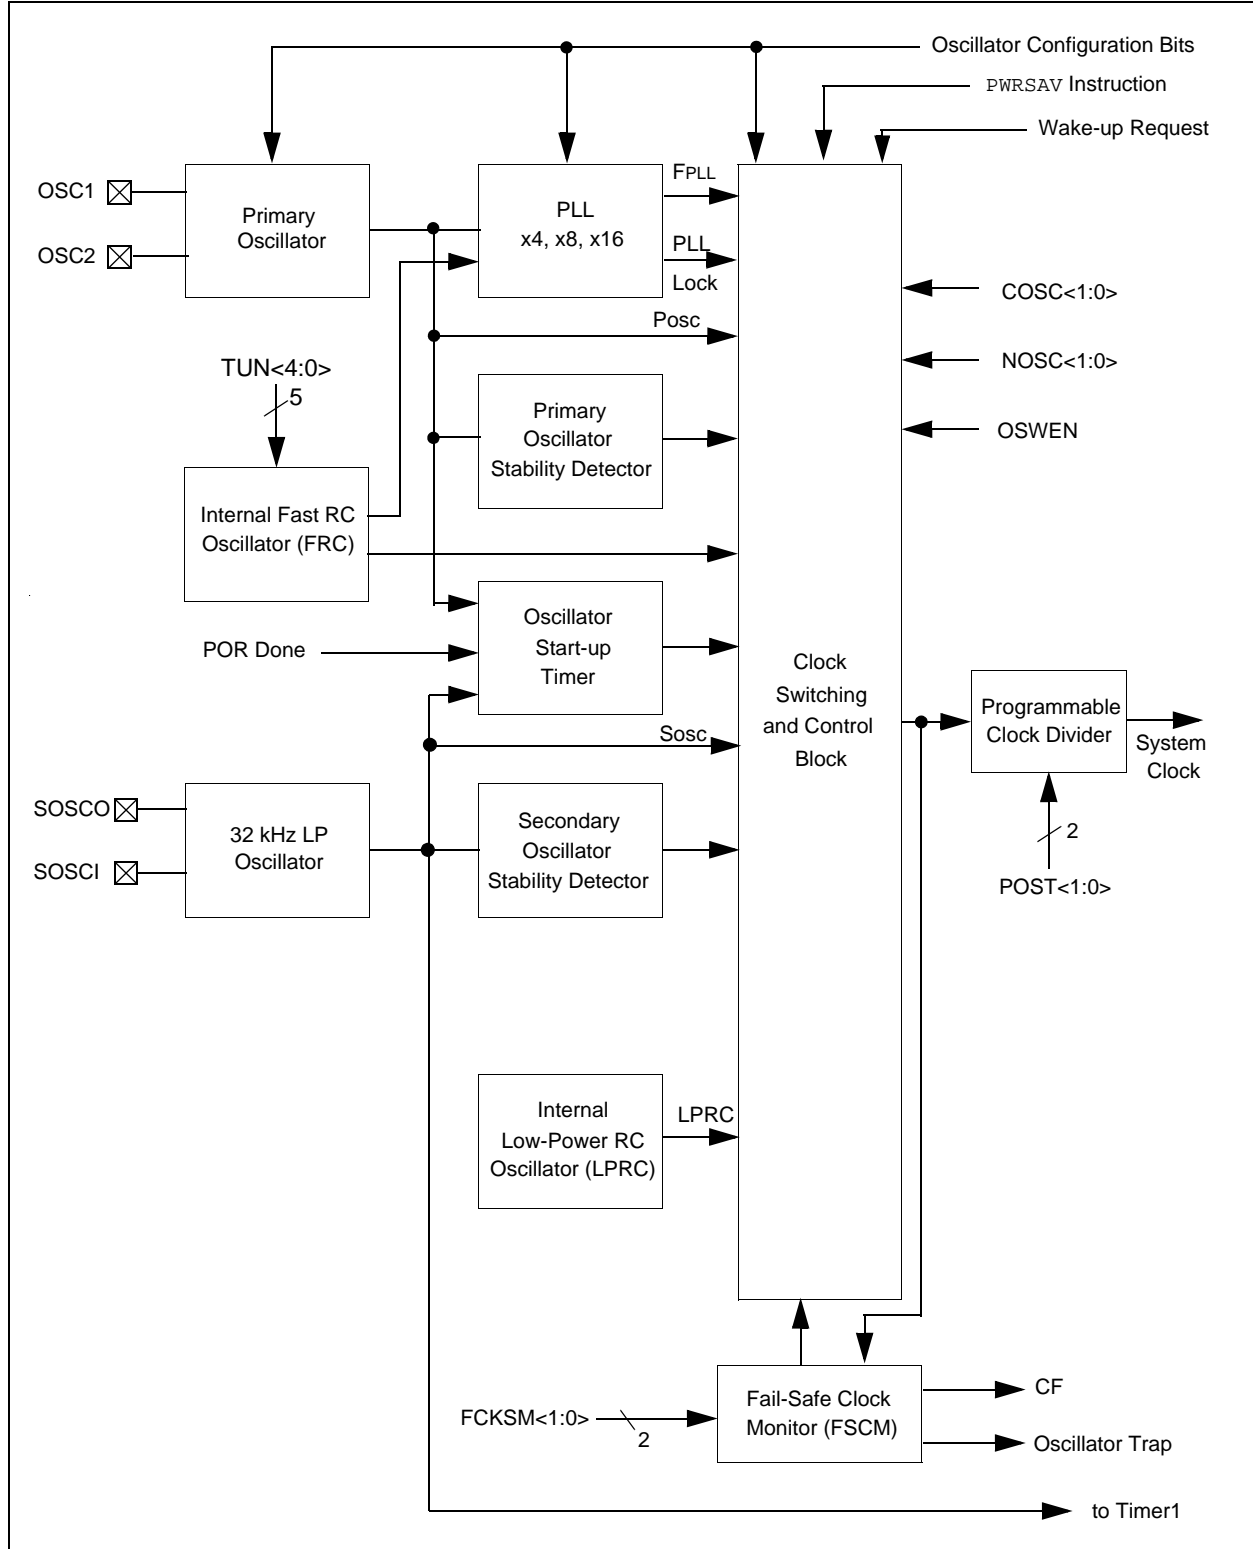 Oscillator Configuration Bits
PWRSAV Instruction
Wake-up Request
OSC1
OSC2
Primary
Oscillator
PLL
x4, x8, x16
FPLL
PLL
Lock
COSC<1:0>
Posc
NOSC<1:0>
TUN<4:0>
5
Primary
Oscillator
Stability Detector
OSWEN
Internal Fast RC
Oscillator (FRC)
Oscillator
Start-up
Timer
POR Done
Clock
Switching
and Control
Block
Programmable
Clock Divider
System
Clock
Sosc
SOSCO
SOSCI
32 kHz LP
Oscillator
Secondary
Oscillator
Stability Detector
2
POST<1:0>
Internal
Low-Power RC
Oscillator (LPRC)
LPRC
FCKSM<1:0>
2
Fail-Safe Clock
Monitor (FSCM)
CF
Oscillator Trap
to Timer1